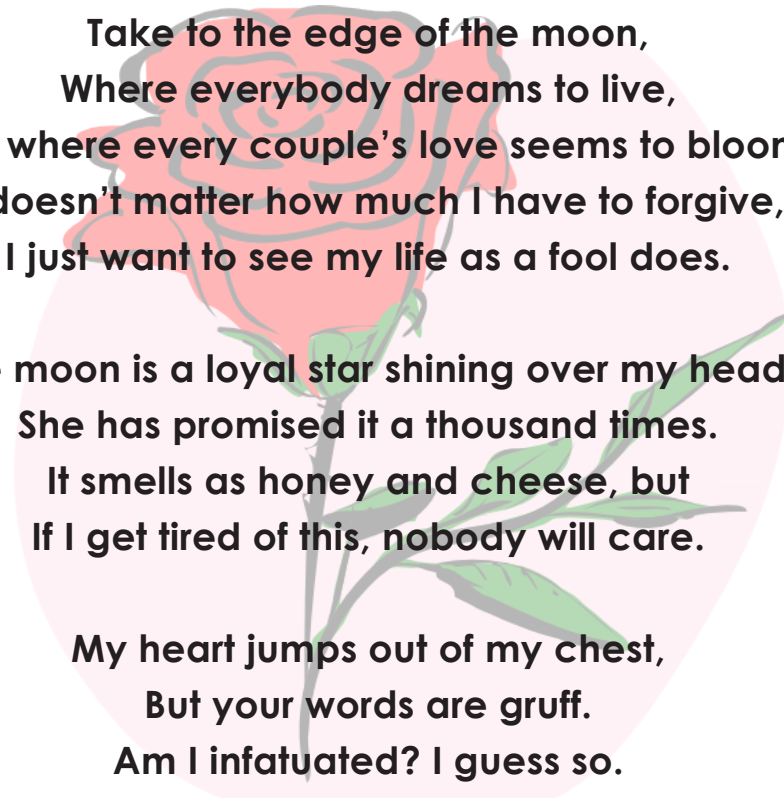 Take to the edge of the moon,
Where everybody dreams to live,
where every couple's love seems to bloom
doesn't matter how much I have to forgive,
I just want to see my life as a fool does.
moon is a loyal star shining over my head
She has promised it a thousand times.
It smells as honey and cheese, but
If I get tired of this, nobody will care.
My heart jumps out of my chest,
But your words are gruff.
Am I infatuated? I guess so.